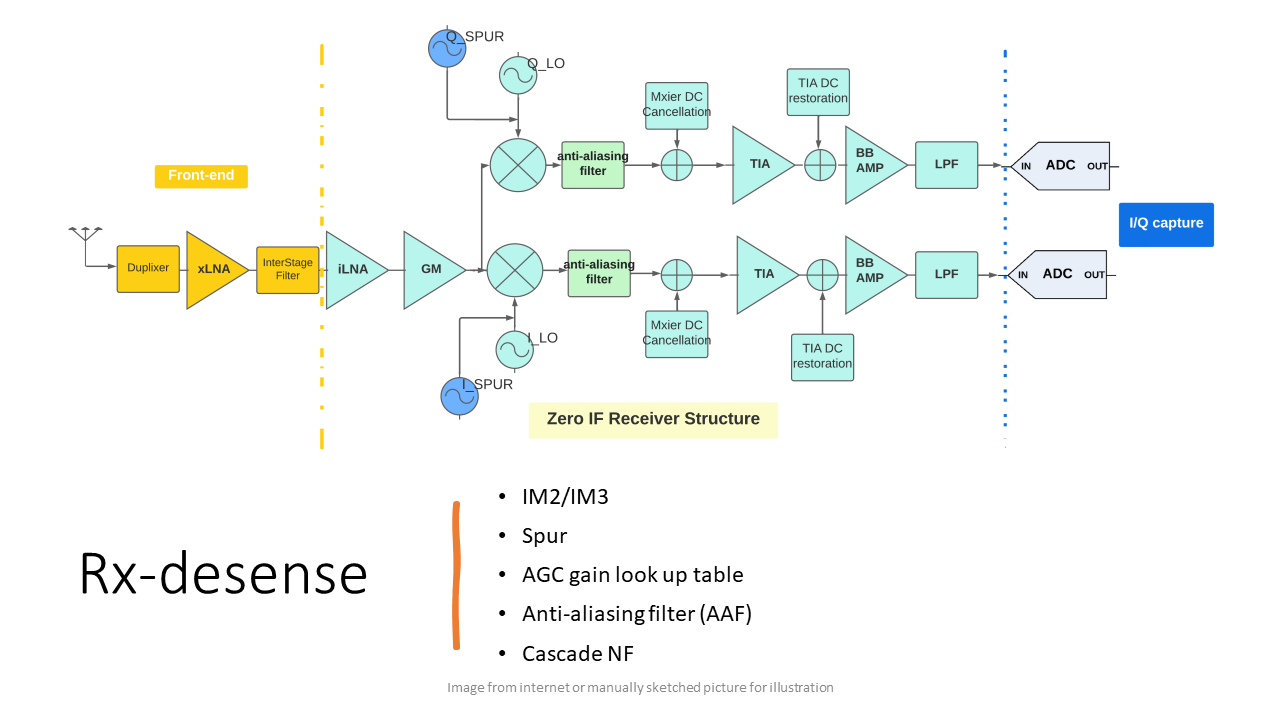 Q_SPUR
Q_LO
Mxier DC
Cancellation
TIA DC
restoration
anti-aliasing
filter
TIA
BB
AMP
LPF
IN ADC OUT
Front-end
I/Q capture
Duplixer
xLNA
InterStage
Filter
iLNA
GM
anti-aliasing
filter
TIA
BB
AMP
LPF
IN ADC OUT
Mxier DC
Cancellation
I_LO
TIA DC
restoration
I_SPUR
Zero IF Receiver Structure
Rx-desense
• IM2/IM3
• Spur
• AGC gain look up table
• Anti-aliasing filter (AAF)
• Cascade NF
Image from internet or manually sketched picture for illustration